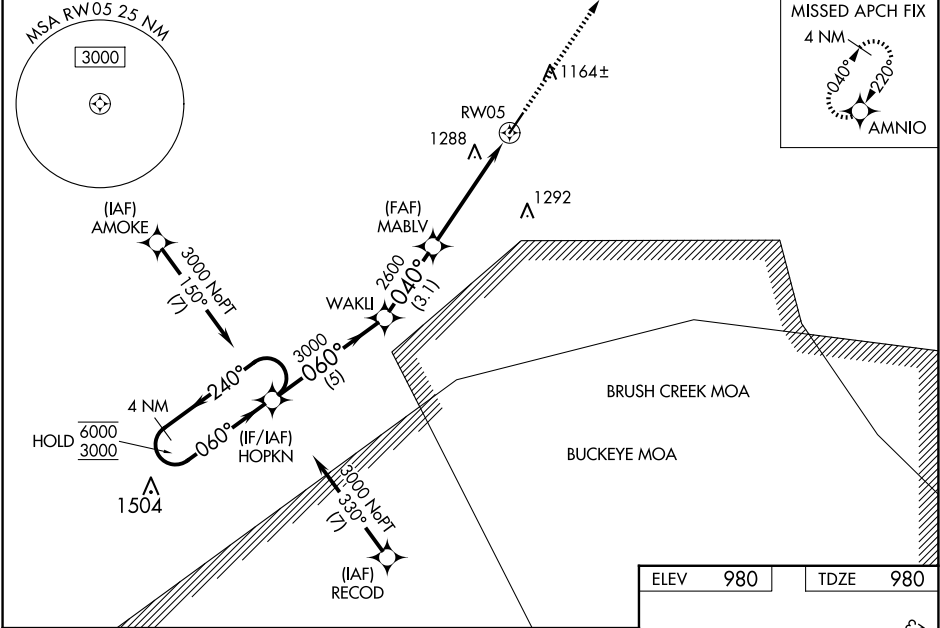 MSA RW05 25 NM
3000
MISSED APCH FIX
4 NM
040°
220°
AMNIO
1164±
RW05
1288
1292
(IAF)
AMOKE
3000 NoPT
150°
(7)
(FAF)
MABLV
2600
040°
(3.1)
WAKLI
3000
060°
(5)
240°
4 NM
060°
HOLD
6000
3000
(IF/IAF)
HOPKN
1504
3000 NoPT
330°
(7)
(IAF)
RECOD
BRUSH CREEK MOA
BUCKEYE MOA
ELEV 980
TDZE 980